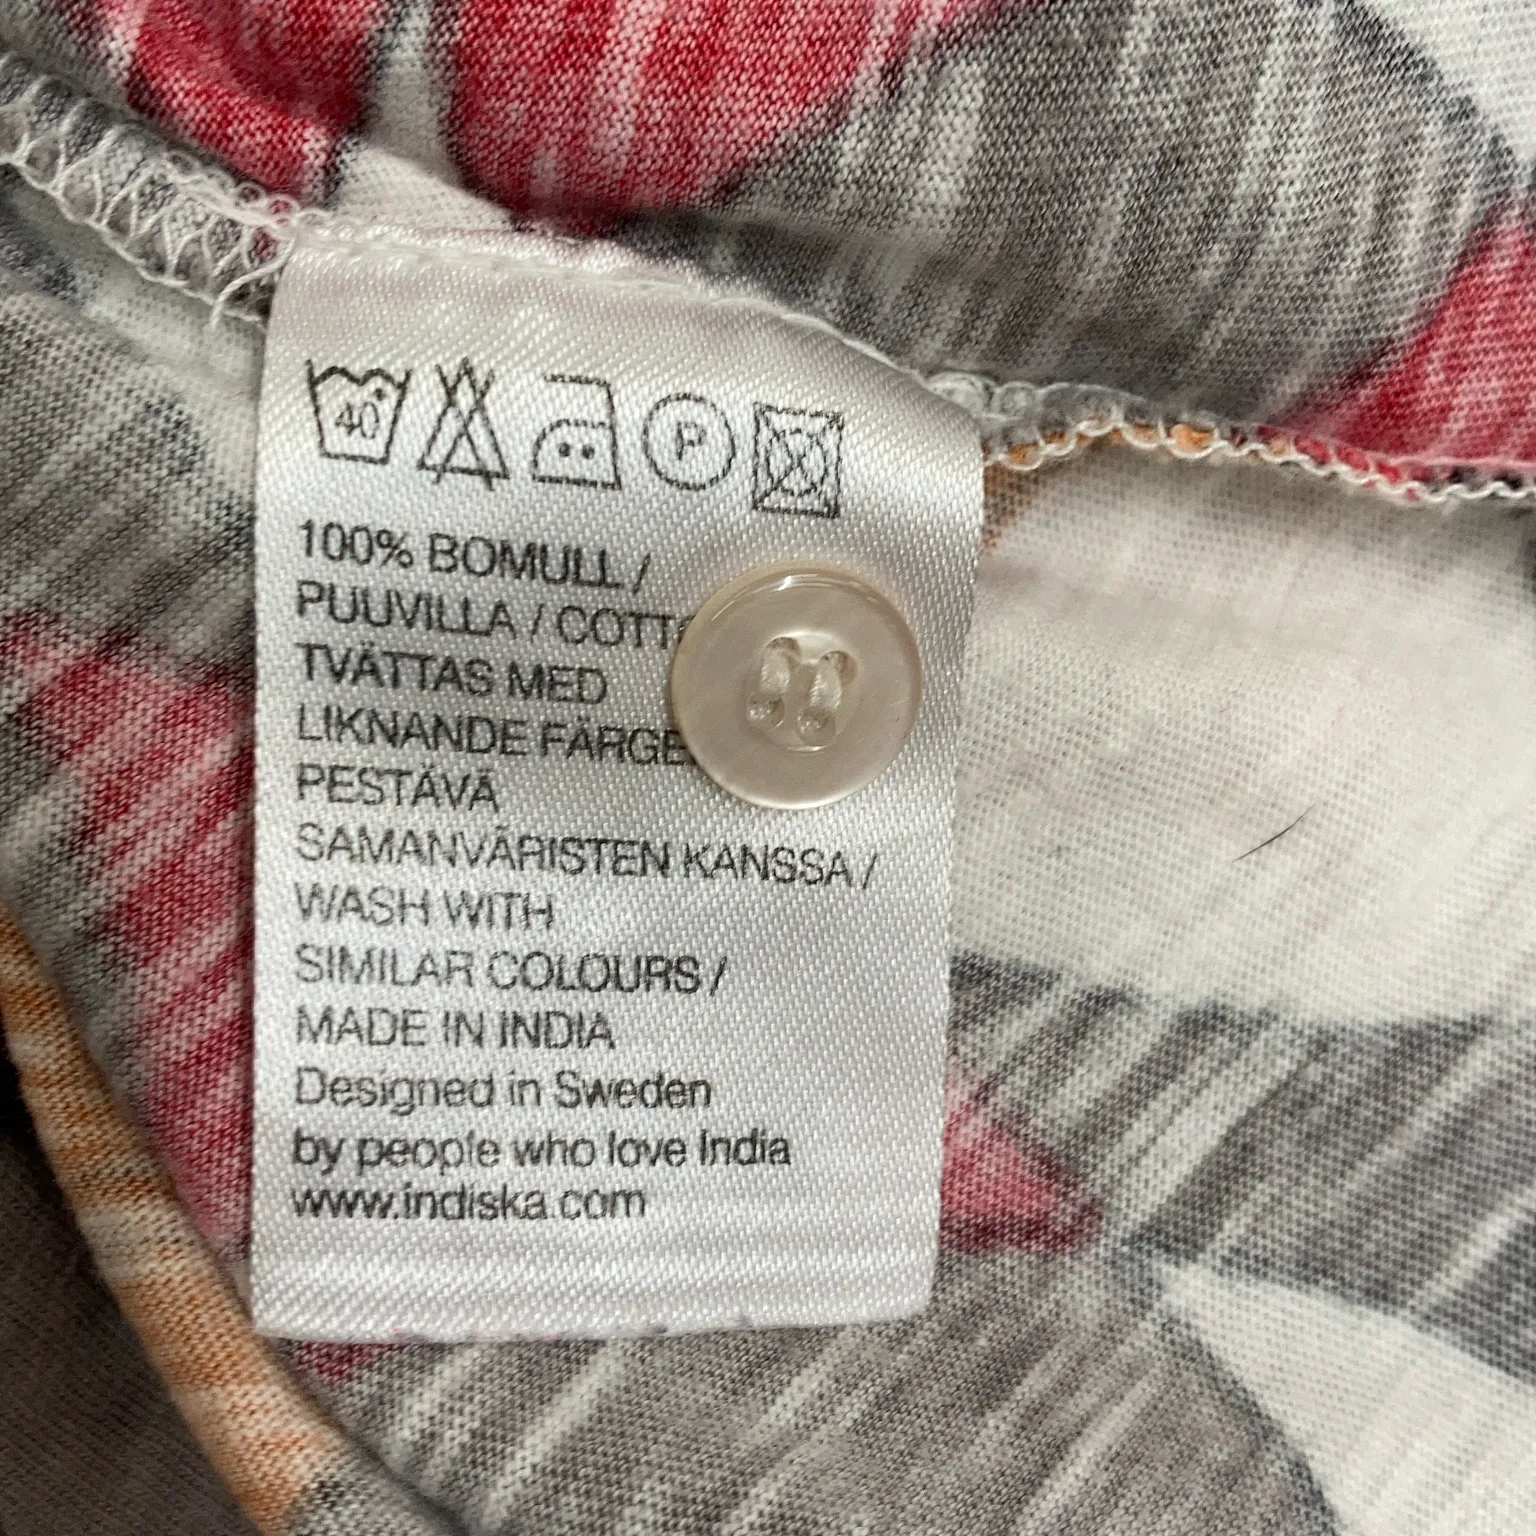 40°
P
100% BOMULL /
PUUVILLA / COTT
TVÄTTAS MED
LIKNANDE FÄRGE
PESTÄVÄ
SAMANVÄRISTEN KANSSA /
WASH WITH
SIMILAR COLOURS /
MADE IN INDIA
Designed in Sweden
by people who love India
www.indiska.com